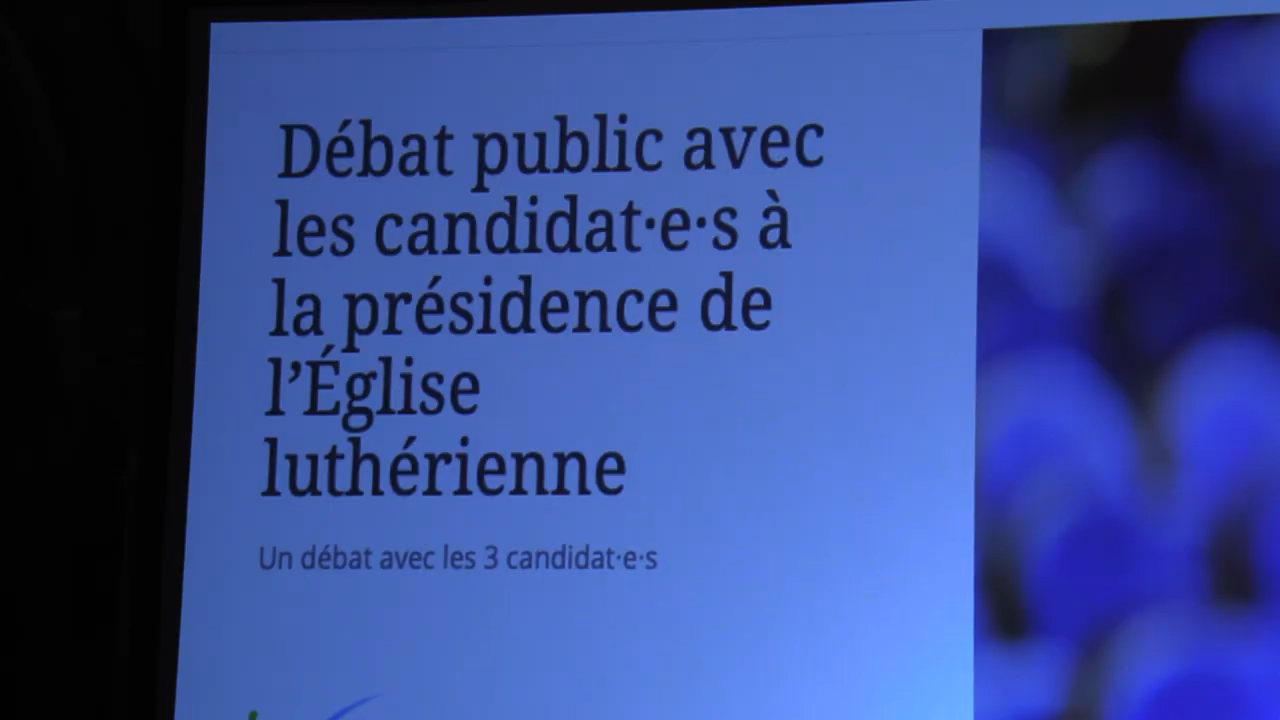 Débat public avec
les candidat·e·s à
la présidence de
l’Église
luthérienne
Un débat avec les 3 candidat·e·s